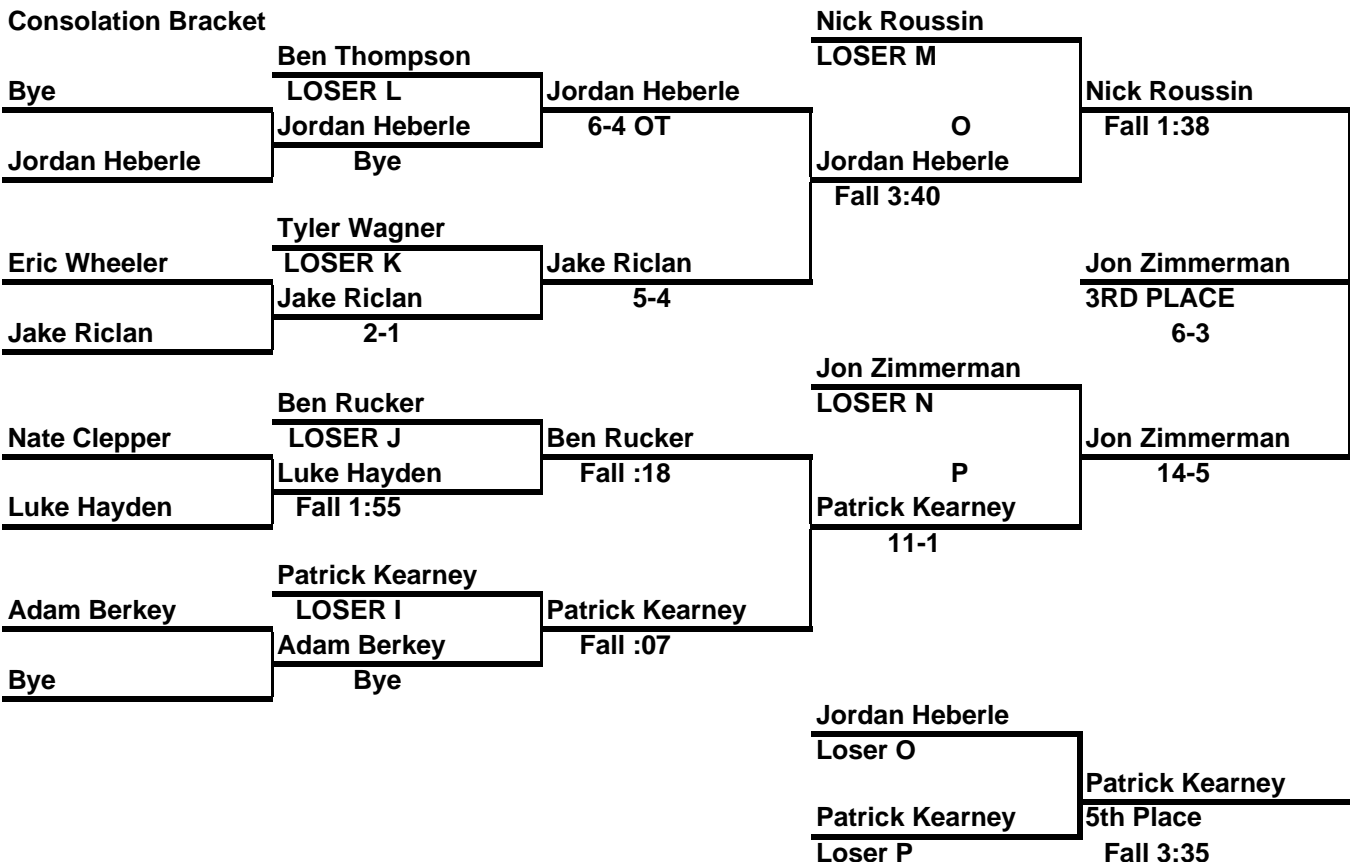 Consolation Bracket
Nick Roussin
Ben Thompson
LOSER M
Bye
LOSER L
Jordan Heberle
Nick Roussin
Jordan Heberle
6-4 OT
O
Fall 1:38
Jordan Heberle
Bye
Jordan Heberle
Fall 3:40
Tyler Wagner
Eric Wheeler
LOSER K
Jake Riclan
Jon Zimmerman
Jake Riclan
5-4
3RD PLACE
Jake Riclan
2-1
6-3
Jon Zimmerman
Ben Rucker
LOSER N
Nate Clepper
LOSER J
Ben Rucker
Jon Zimmerman
Luke Hayden
Fall :18
P
14-5
Luke Hayden
Fall 1:55
Patrick Kearney
11-1
Patrick Kearney
Adam Berkey
LOSER I
Patrick Kearney
Adam Berkey
Fall :07
Bye
Bye
Jordan Heberle
Loser O
Patrick Kearney
Patrick Kearney
5th Place
Loser P
Fall 3:35